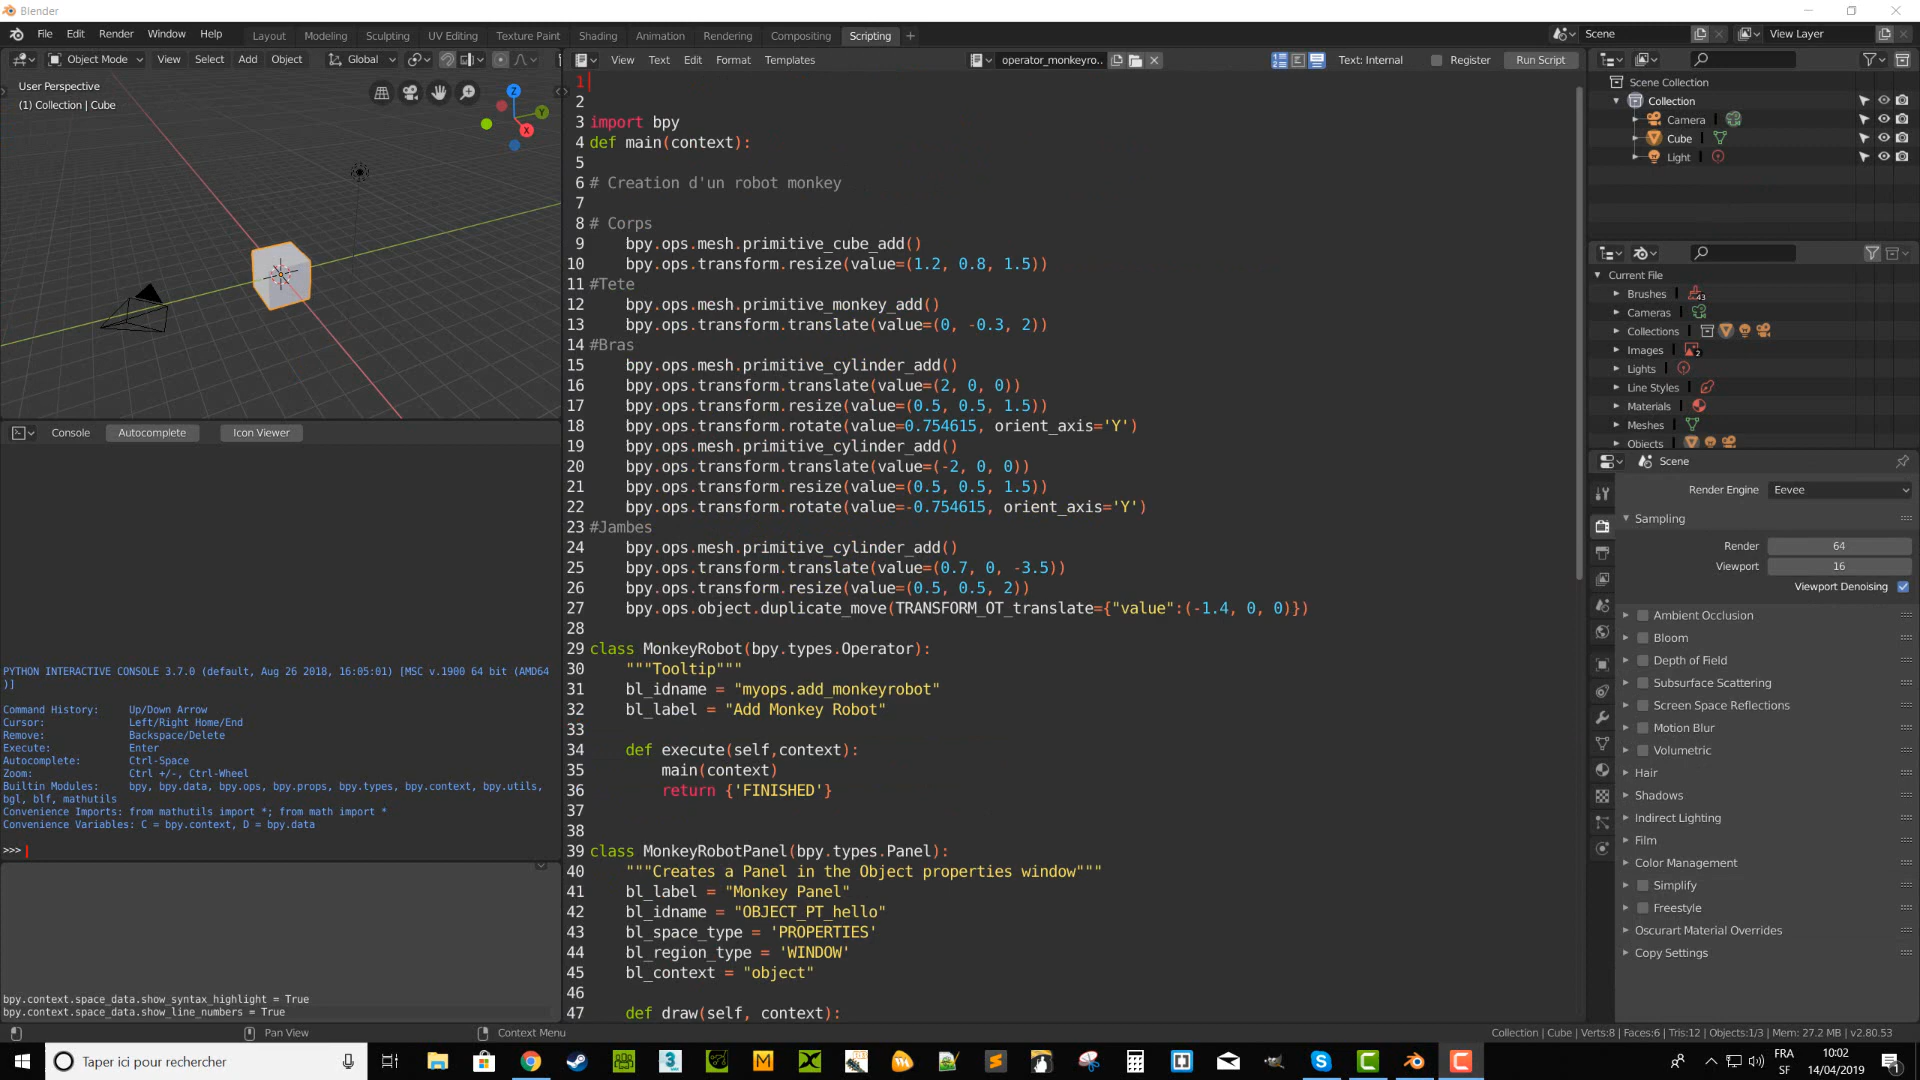 Blender
File Edit Render Window Help Layout Modeling Sculpting UV Editing Texture Paint Shading Animation Rendering Compositing Scripting + Scene View Layer
Object Mode View Select Add Object Global
View Text Edit Format Templates operator_monkeyro.. Text: Internal Register Run Script
User Perspective
(1) Collection | Cube
Z
Y
X
1
2
3 import bpy
4 def main(context):
5
6 # Creation d'un robot monkey
7
8 # Corps
9 bpy.ops.mesh.primitive_cube_add()
10 bpy.ops.transform.resize(value=(1.2, 0.8, 1.5))
11 #Tete
12 bpy.ops.mesh.primitive_monkey_add()
13 bpy.ops.transform.translate(value=(0, -0.3, 2))
14 #Bras
15 bpy.ops.mesh.primitive_cylinder_add()
16 bpy.ops.transform.translate(value=(2, 0, 0))
17 bpy.ops.transform.resize(value=(0.5, 0.5, 1.5))
18 bpy.ops.transform.rotate(value=0.754615, orient_axis='Y')
19 bpy.ops.mesh.primitive_cylinder_add()
20 bpy.ops.transform.translate(value=(-2, 0, 0))
21 bpy.ops.transform.resize(value=(0.5, 0.5, 1.5))
22 bpy.ops.transform.rotate(value=-0.754615, orient_axis='Y')
23 #Jambes
24 bpy.ops.mesh.primitive_cylinder_add()
25 bpy.ops.transform.translate(value=(0.7, 0, -3.5))
26 bpy.ops.transform.resize(value=(0.5, 0.5, 2))
27 bpy.ops.object.duplicate_move(TRANSFORM_OT_translate={"value":(-1.4, 0, 0)})
28
29 class MonkeyRobot(bpy.types.Operator):
30 """Tooltip"""
31 bl_idname = "myops.add_monkeyrobot"
32 bl_label = "Add Monkey Robot"
33
34 def execute(self,context):
35 main(context)
36 return {'FINISHED'}
37
38
39 class MonkeyRobotPanel(bpy.types.Panel):
40 """Creates a Panel in the Object properties window"""
41 bl_label = "Monkey Panel"
42 bl_idname = "OBJECT_PT_hello"
43 bl_space_type = 'PROPERTIES'
44 bl_region_type = 'WINDOW'
45 bl_context = "object"
46
47 def draw(self, context):
Console Autocomplete Icon Viewer
PYTHON INTERACTIVE CONSOLE 3.7.0 (default, Aug 26 2018, 16:05:01) [MSC v.1900 64 bit (AMD64
)]
Command History: Up/Down Arrow
Cursor: Left/Right Home/End
Remove: Backspace/Delete
Execute: Enter
Autocomplete: Ctrl-Space
Zoom: Ctrl +/-, Ctrl-Wheel
Builtin Modules: bpy, bpy.data, bpy.ops, bpy.props, bpy.types, bpy.context, bpy.utils,
bgl, blf, mathutils
Convenience Imports: from mathutils import *; from math import *
Convenience Variables: C = bpy.context, D = bpy.data
>>>
bpy.context.space_data.show_syntax_highlight = True
bpy.context.space_data.show_line_numbers = True
Scene Collection
Collection
Camera
Cube
Light
Current File
Brushes 43
Cameras
Collections
Images 2
Lights
Line Styles
Materials
Meshes
Objects
Scene
Render Engine Eevee
Sampling
Render 64
Viewport 16
Viewport Denoising
Ambient Occlusion
Bloom
Depth of Field
Subsurface Scattering
Screen Space Reflections
Motion Blur
Volumetric
Hair
Shadows
Indirect Lighting
Film
Color Management
Simplify
Freestyle
Oscurart Material Overrides
Copy Settings
Pan View Context Menu Collection | Cube | Verts:8 | Faces:6 | Tris:12 | Objects:1/3 | Mem: 27.2 MB | v2.80.53
Taper ici pour rechercher
FRA
SF
10:02
14/04/2019
1